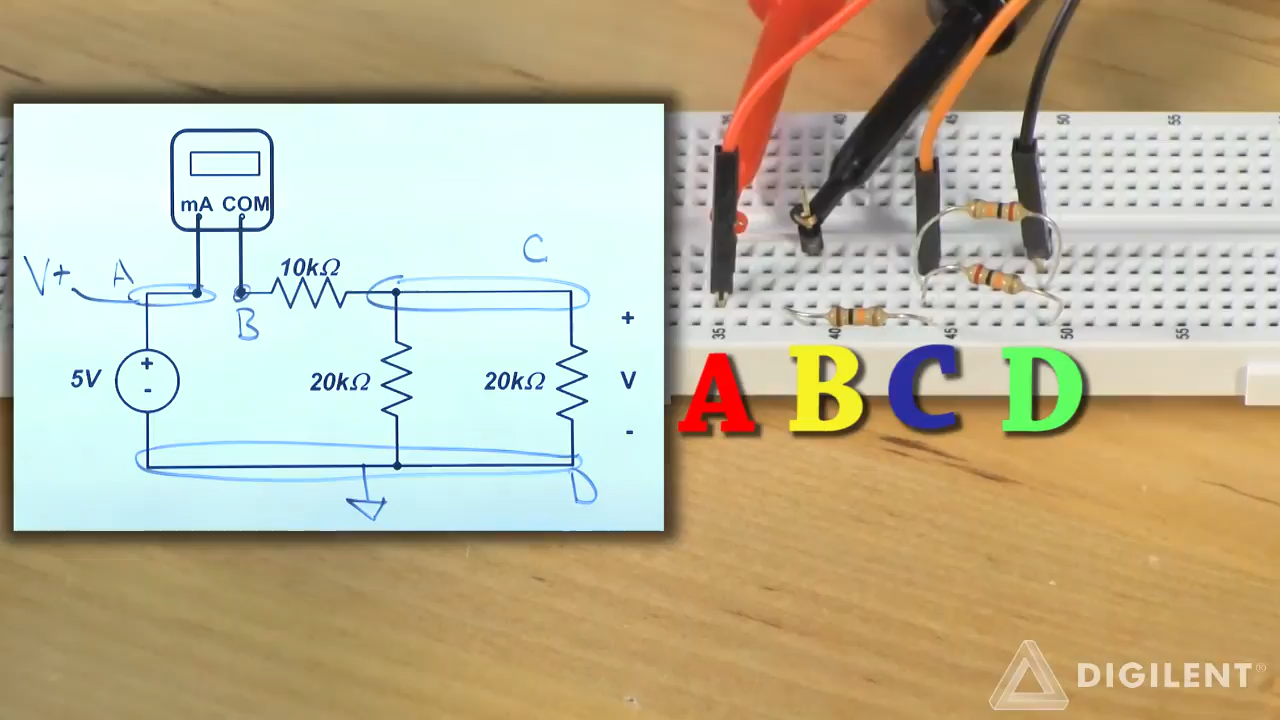 mA COM
V+
A
10kΩ
C
B
+
5V
+
-
20kΩ
20kΩ
V
-
D
35
40
45
50
55
35
40
45
50
55
A B C D
DIGILENT®